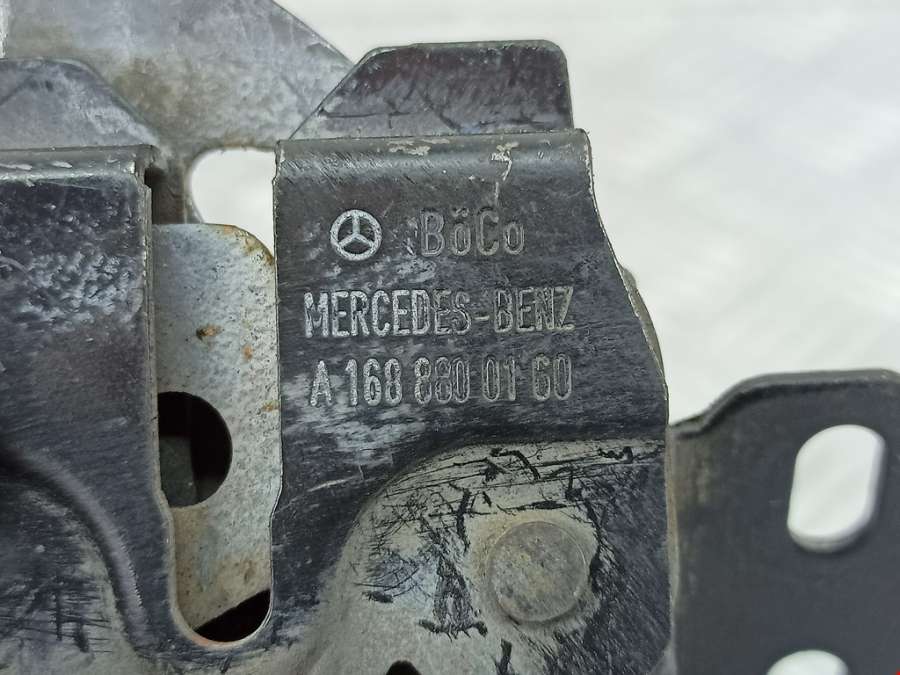 BöCo
MERCEDES-BENZ
A 168 880 01 60